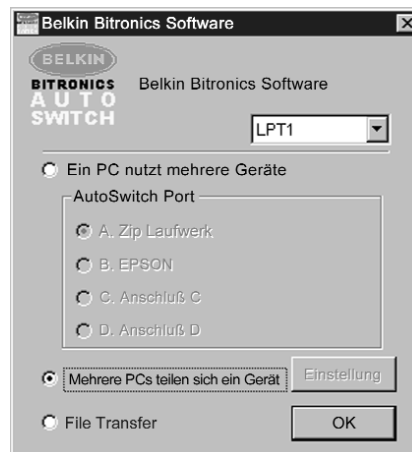 Belkin Bitronics Software
BELKIN
BITRONICS
AUTO
SWITCH
Belkin Bitronics Software
LPT1
Ein PC nutzt mehrere Geräte
AutoSwitch Port
A. Zip Laufwerk
B. EPSON
C. Anschluß C
D. Anschluß D
Mehrere PCs teilen sich ein Gerät
Einstellung
File Transfer
OK